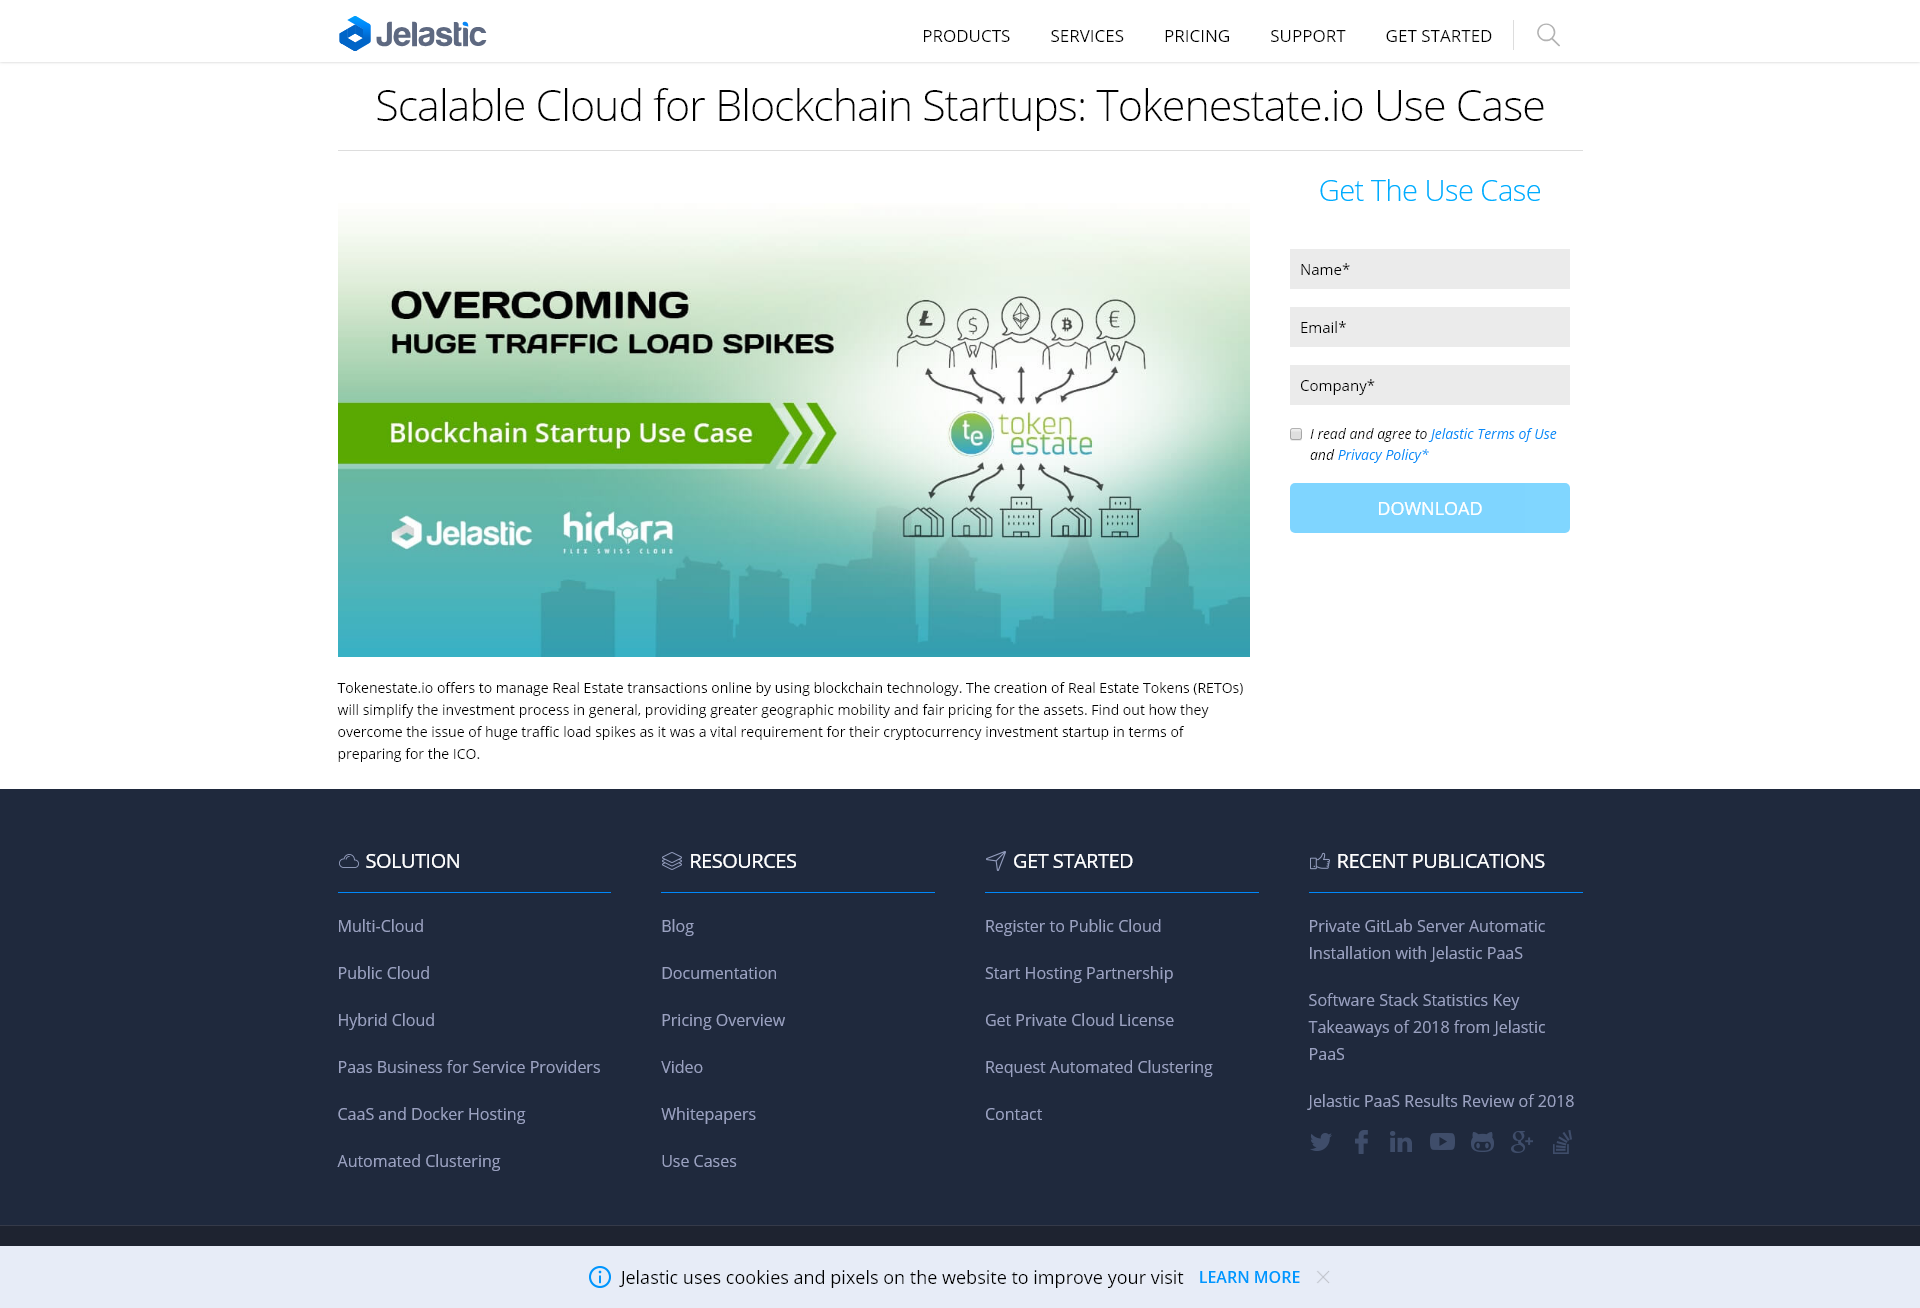 Jelastic
PRODUCTS
SERVICES
PRICING
SUPPORT
GET STARTED
Scalable Cloud for Blockchain Startups: Tokenestate.io Use Case
OVERCOMING
HUGE TRAFFIC LOAD SPIKES
Blockchain Startup Use Case
Jelastic
hidora
FLEX SWISS CLOUD
te token
estate
Get The Use Case
Name*
Email*
Company*
I read and agree to Jelastic Terms of Use
and Privacy Policy*
DOWNLOAD
Tokenestate.io offers to manage Real Estate transactions online by using blockchain technology. The creation of Real Estate Tokens (RETOs)
will simplify the investment process in general, providing greater geographic mobility and fair pricing for the assets. Find out how they
overcome the issue of huge traffic load spikes as it was a vital requirement for their cryptocurrency investment startup in terms of
preparing for the ICO.
SOLUTION
Multi-Cloud
Public Cloud
Hybrid Cloud
Paas Business for Service Providers
CaaS and Docker Hosting
Automated Clustering
RESOURCES
Blog
Documentation
Pricing Overview
Video
Whitepapers
Use Cases
GET STARTED
Register to Public Cloud
Start Hosting Partnership
Get Private Cloud License
Request Automated Clustering
Contact
RECENT PUBLICATIONS
Private GitLab Server Automatic
Installation with Jelastic PaaS
Software Stack Statistics Key
Takeaways of 2018 from Jelastic
PaaS
Jelastic PaaS Results Review of 2018
Jelastic uses cookies and pixels on the website to improve your visit LEARN MORE